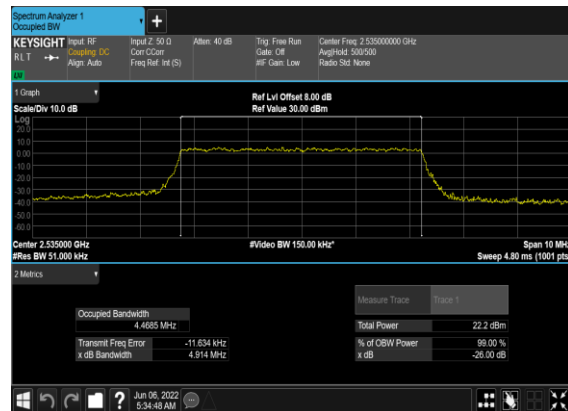 Spectrum Analyzer 1
Occupied BW
KEYSIGHT Input: RF Input Z: 50 Ω Atten: 40 dB Trig: Free Run Center Freq: 2.535000000 GHz
RLT Coupling: DC Corr CCorr Gate: Off Avg|Hold: 500/500
Align: Auto Freq Ref: Int (S) #IF Gain: Low Radio Std: None
LW
1 Graph Ref Lvl Offset 8.00 dB
Scale/Div 10.0 dB Ref Value 30.00 dBm
Log
20.0
10.0
0.00
-10.0
-20.0
-30.0
-40.0
-50.0
-60.0
Center 2.535000 GHz #Video BW 150.00 kHz* Span 10 MHz
#Res BW 51.000 kHz Sweep 4.80 ms (1001 pts)
2 Metrics
Measure Trace Trace 1
Occupied Bandwidth
4.4685 MHz Total Power 22.2 dBm
Transmit Freq Error -11.634 kHz % of OBW Power 99.00 %
x dB Bandwidth 4.914 MHz x dB -26.00 dB
? Jun 06, 2022
5:34:48 AM